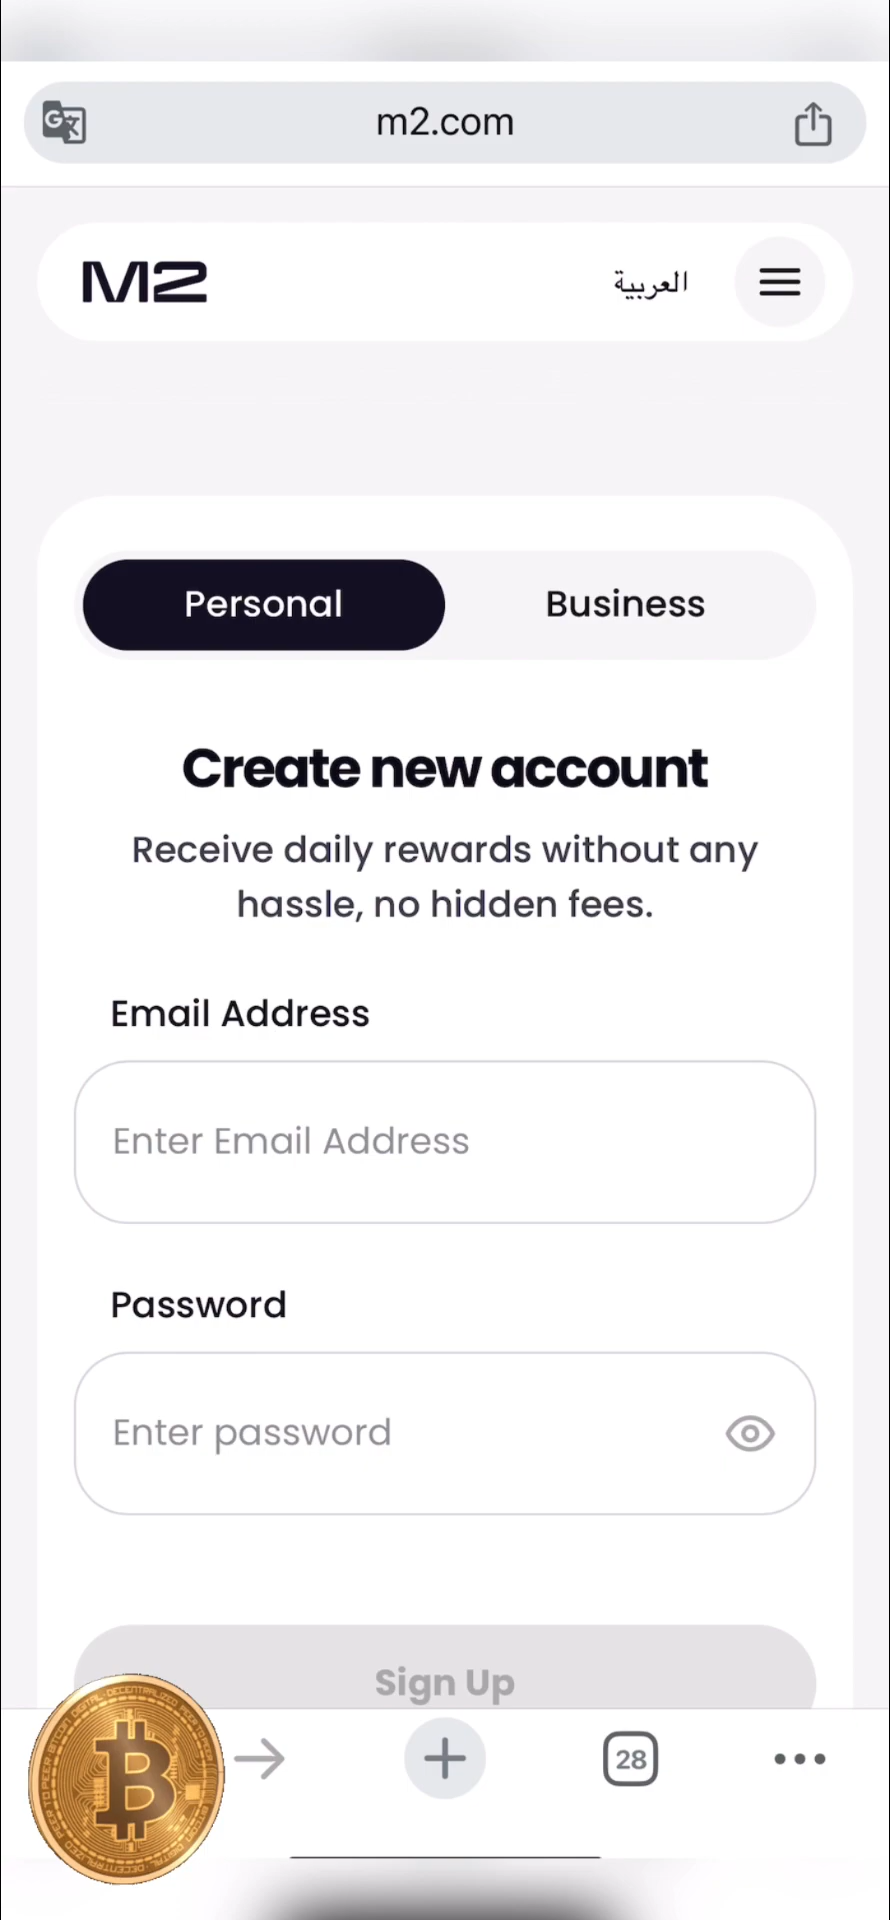 m2.com
M2
العربية
Personal
Business
Create new account
Receive daily rewards without any
hassle, no hidden fees.
Email Address
Enter Email Address
Password
Enter password
Sign Up
28